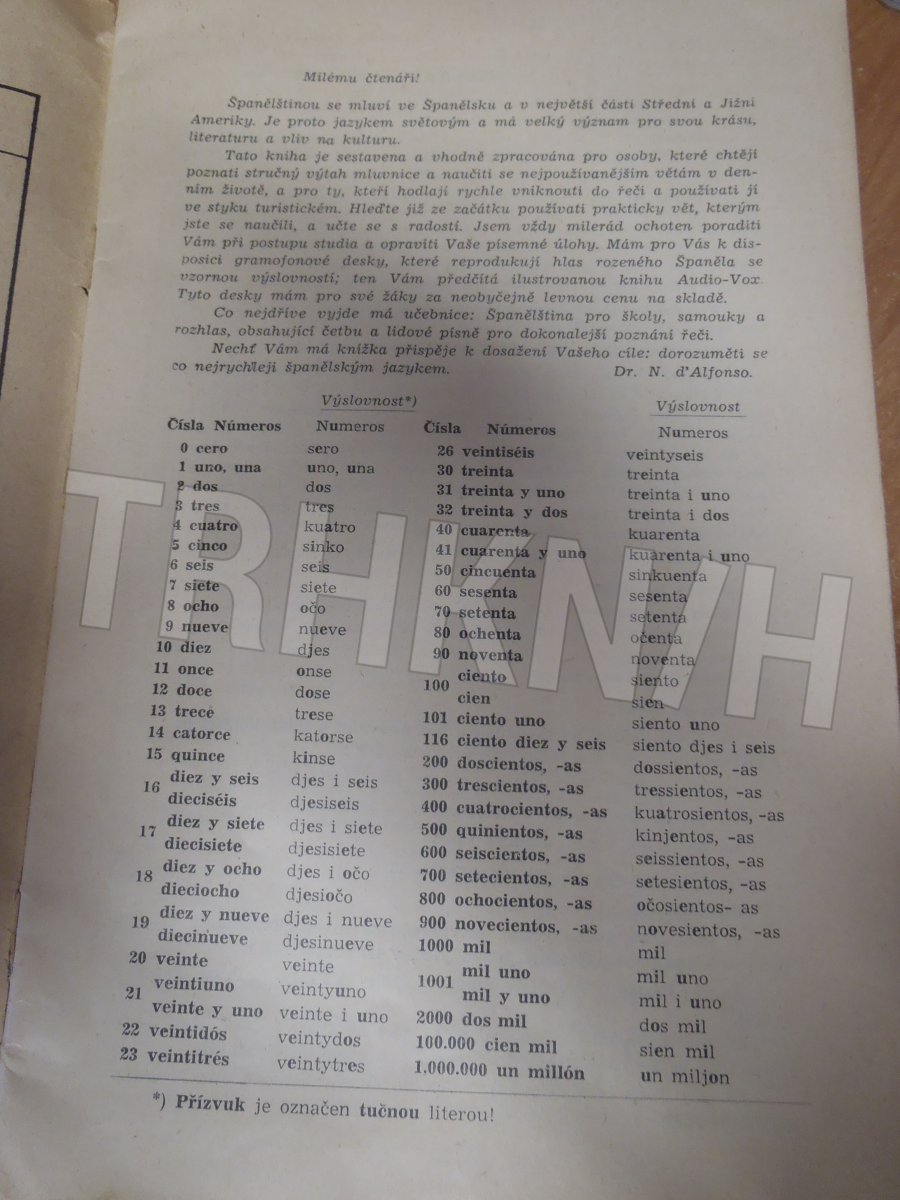 Milému čtenáři!
Španělštinou se mluví ve Španělsku a v největší části Střední a Jižní
Ameriky. Je proto jazykem světovým a má velký význam pro svou krásu,
literaturu a vliv na kulturu.
Tato kniha je sestavena a vhodně zpracována pro osoby, které chtějí
poznati stručný výtah mluvnice a naučiti se nejpoužívanějším větám v den-
ním životě, a pro ty, kteří hodlají rychle vniknouti do řeči a používati jí
ve styku turistickém. Hleďte již ze začátku používati prakticky vět, kterým
jste se naučili, a učte se s radostí. Jsem vždy milerád ochoten poraditi
Vám při postupu studia a opraviti Vaše písemné úlohy. Mám pro Vás k dis-
posici gramofonové desky, které reprodukují hlas rozeného Španěla se
vzornou výslovností; ten Vám předčítá ilustrovanou knihu Audio-Vox
Tyto desky mám pro své žáky za neobyčejně levnou cenu na skladě.
Co nejdříve vyjde má učebnice: Španělština pro školy, samouky a
rozhlas, obsahující četbu a lidové písně pro dokonalejší poznání řeči.
Nechť Vám má knížka přispěje k dosažení Vašeho cíle: dorozuměti se
co nejrychleji španělským jazykem. Dr. N. d'Alfonso.
Výslovnost*) Výslovnost
Čísla Números Numeros Čísla Números Numeros
0 cero sero 26 veintiséis veintyseis
1 uno, una uno, una 30 treinta treinta
2 dos dos 31 treinta y uno treinta i uno
3 tres tres 32 treinta y dos treinta i dos
4 cuatro kuatro 40 cuarenta kuarenta
5 cinco sinko 41 cuarenta y uno kuarenta i uno
6 seis seis 50 cincuenta sinkuenta
7 siete siete 60 sesenta sesenta
8 ocho očo 70 setenta setenta
9 nueve nueve 80 ochenta očenta
10 diez djes 90 noventa noventa
11 once onse 100 ciento siento
12 doce dose cien sien
13 trece trese 101 ciento uno siento uno
14 catorce katorse 116 ciento diez y seis siento djes i seis
15 quince kinse 200 doscientos, -as dossientos, -as
16 diez y seis djes i seis 300 trescientos, -as tressientos, -as
dieciséis djesiseis 400 cuatrocientos, -as kuatrosientos, -as
17 diez y siete djes i siete 500 quinientos, -as kinjentos, -as
diecisiete djesisiete 600 seiscientos, -as seissientos, -as
18 diez y ocho djes i očo 700 setecientos, -as setesientos, -as
dieciocho djesiočo 800 ochocientos, -as očosientos- as
19 diez y nueve djes i nueve 900 novecientos, -as novesientos, -as
diecinueve djesinueve 1000 mil mil
20 veinte veinte 1001 mil uno mil uno
21 veintiuno veintyuno mil y uno mil i uno
veinte y uno veinte i uno 2000 dos mil dos mil
22 veintidós veintydos 100.000 cien mil sien mil
23 veintitrés veintytres 1,000.000 un millón un miljon
*) Přízvuk je označen tučnou literou!
TRHKNIH